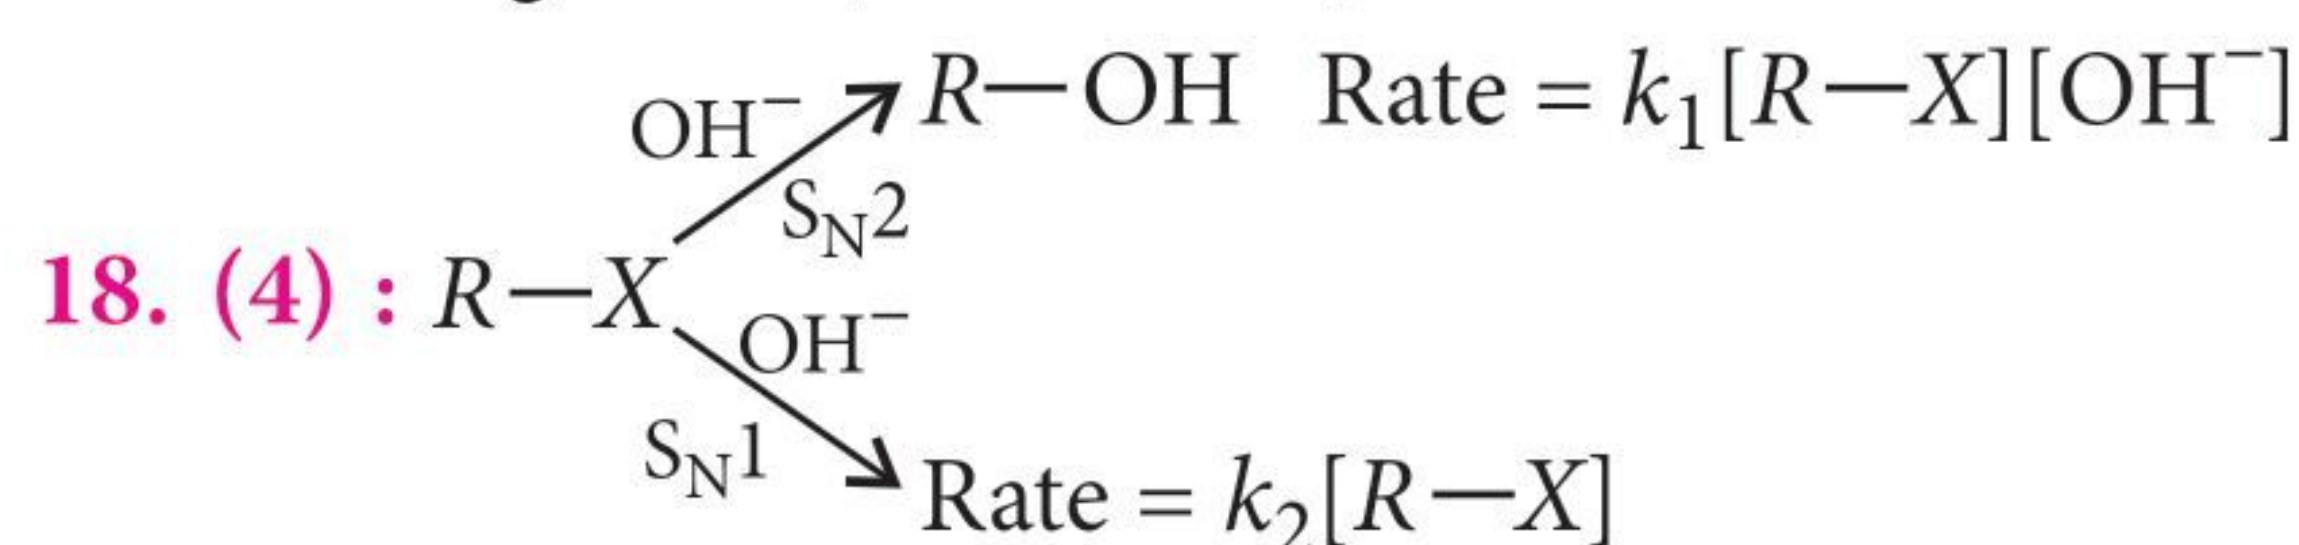 OH⁻ R—OH Rate = k₁[R—X][OH⁻]
S_N2
18. (4) : R—X
OH⁻
S_N1
Rate = k₂[R—X]